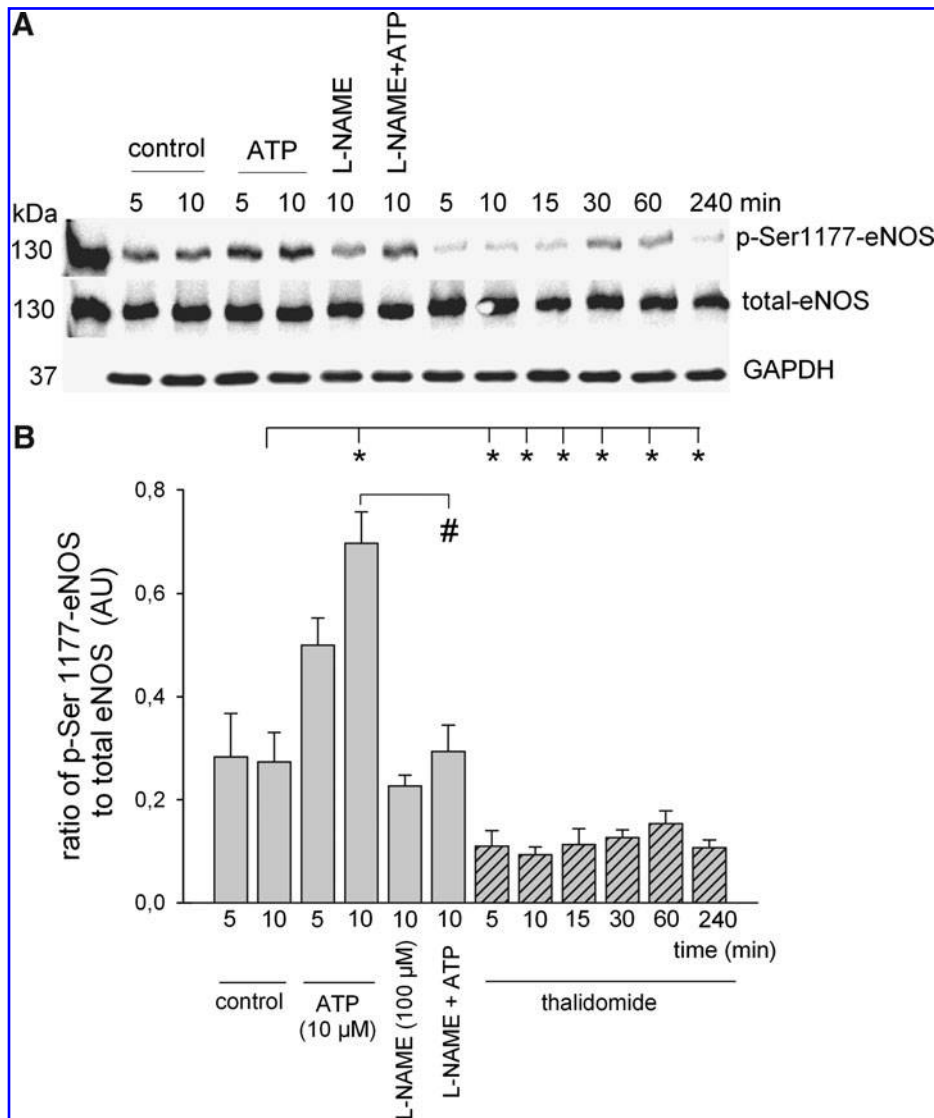 A
L-NAME
L-NAME+ATP
control
ATP
kDa
5 10 5 10 10 10 5 10 15 30 60 240 min
130
p-Ser1177-eNOS
130
total-eNOS
37
GAPDH
B
* * * * * * *
#
ratio of p-Ser 1177-eNOS
to total eNOS (AU)
0,8
0,6
0,4
0,2
0,0
5 10 5 10 10 10 5 10 15 30 60 240
time (min)
control
ATP
(10 µM)
L-NAME (100 µM)
L-NAME + ATP
thalidomide